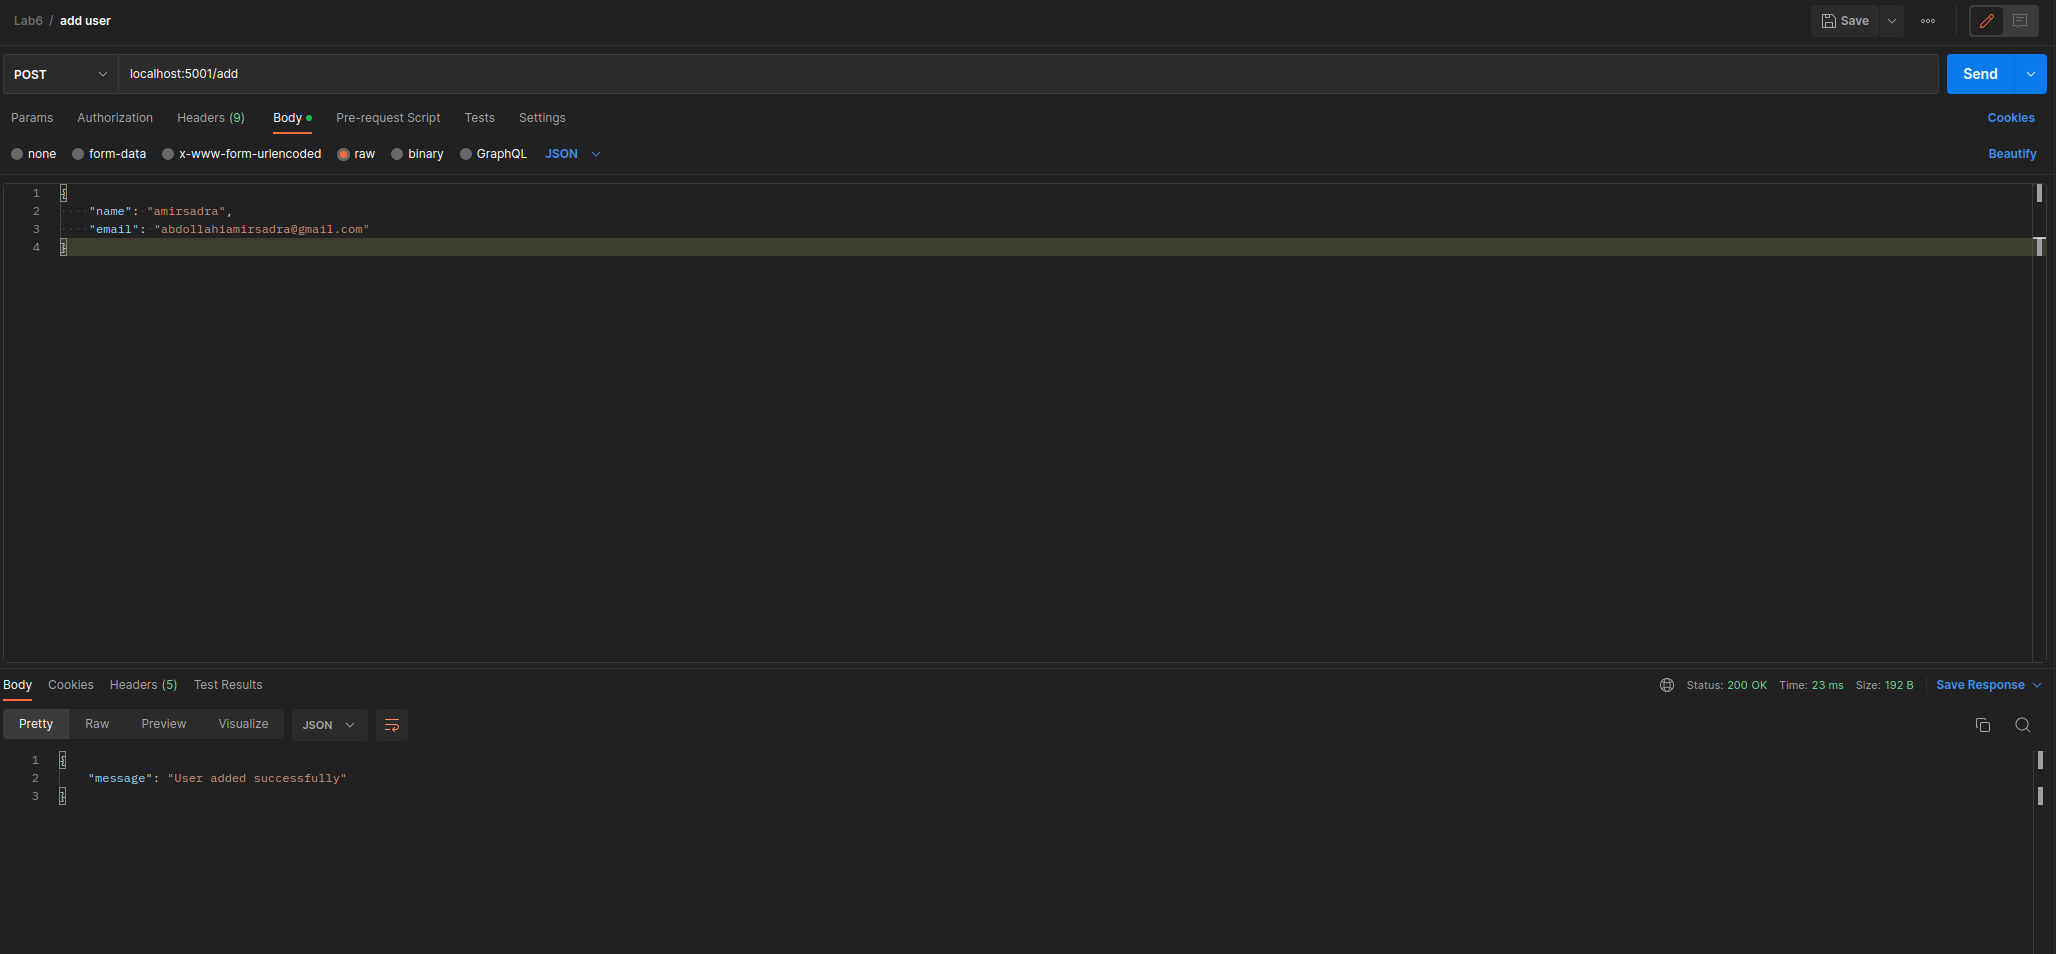 Lab6 / add user
Save
POST
localhost:5001/add
Send
Params Authorization Headers (9) Body Pre-request Script Tests Settings Cookies
none form-data x-www-form-urlencoded raw binary GraphQL JSON Beautify
1 {
2 "name": "amirsadra",
3 "email": "abdollahiamirsadra@gmail.com"
4 }
Body Cookies Headers (5) Test Results Status: 200 OK Time: 23 ms Size: 192 B Save Response
Pretty Raw Preview Visualize JSON
1 {
2 "message": "User added successfully"
3 }